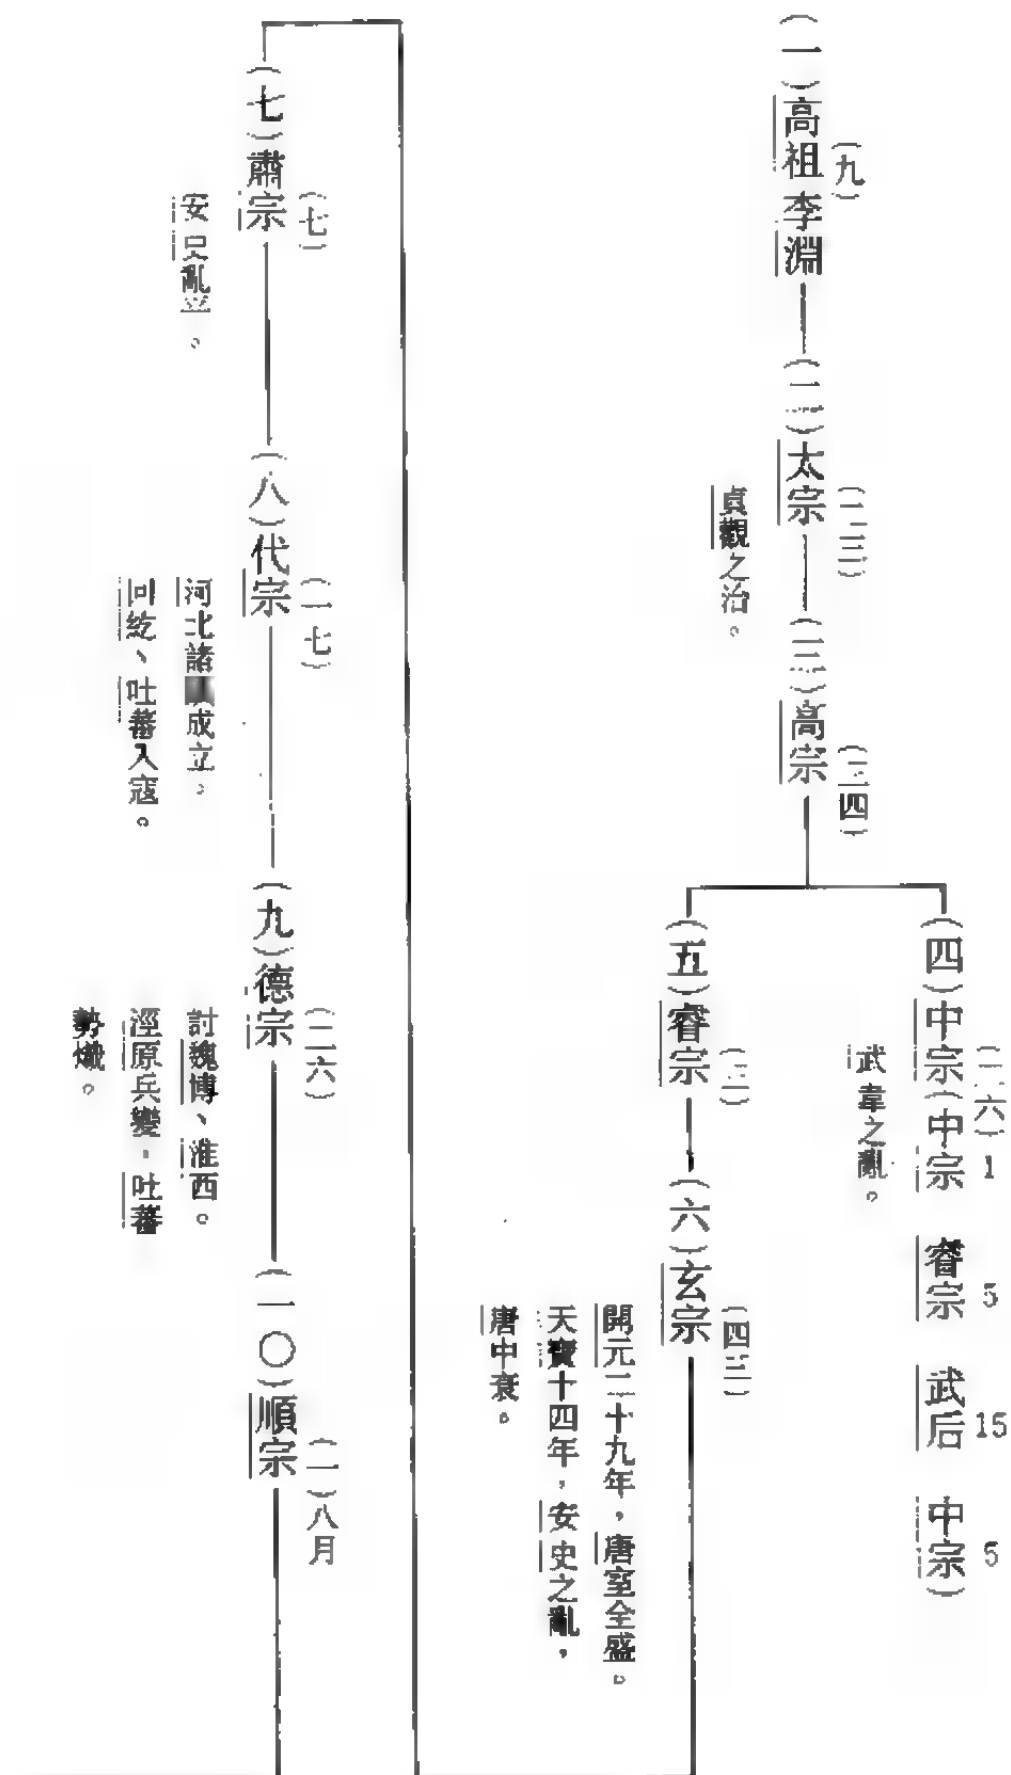 (一)高祖李淵
(九)
(二)太宗
(二三)
貞觀之治。
(三)高宗
(三四)
(四)中宗(中宗1 睿宗5 武后15 中宗5)
(二六)
武韋之亂。
(五)睿宗
(二)
(六)玄宗
(四三)
開元二十九年，唐室全盛。
天寶十四年，安史之亂，
唐中衰。
(七)肅宗
(七)
安史亂平。
(八)代宗
(一七)
河北諸成立。
回紇、吐蕃入寇。
(九)德宗
(二六)
討魏博、淮西。
涇原兵變，吐蕃
勢熾。
(一〇)順宗
(一)八月